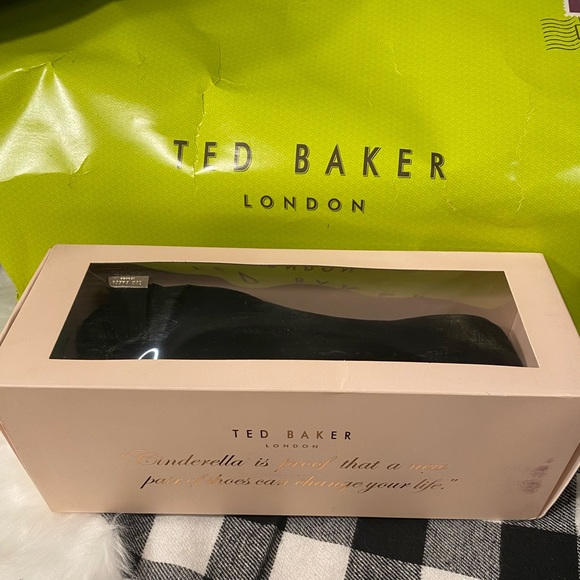 TED BAKER
LONDON
TED BAKER
LONDON
"Cinderella is proof that a new
pair of shoes can change your life."